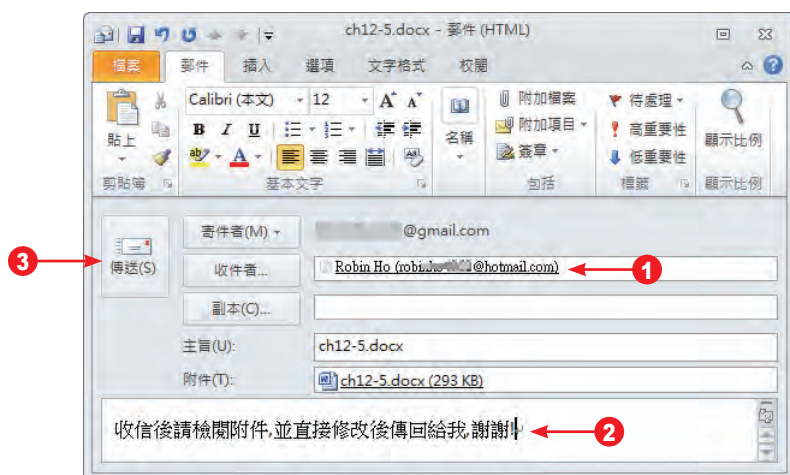 ch12-5.docx - 郵件 (HTML)
檔案 郵件 插入 選項 文字格式 校閱
Calibri (本文) 12 A A 附加檔案 待處理
貼上 B I U 名稱 附加項目 高重要性 顯示比例
ab A 簽章 低重要性
剪貼簿 基本文字 包括 標籤 顯示比例
寄件者(M) @gmail.com
3 傳送(S) 收件者... Robin Ho (@hotmail.com) 1
副本(C)...
主旨(U): ch12-5.docx
附件(T): ch12-5.docx (293 KB)
收信後請檢閱附件,並直接修改後傳回給我,謝謝! 2